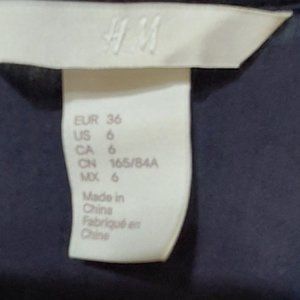 H M
EUR 36
US 6
CA 6
CN 165/84A
MX 6
Made in
China
Fabriqué en
Chine